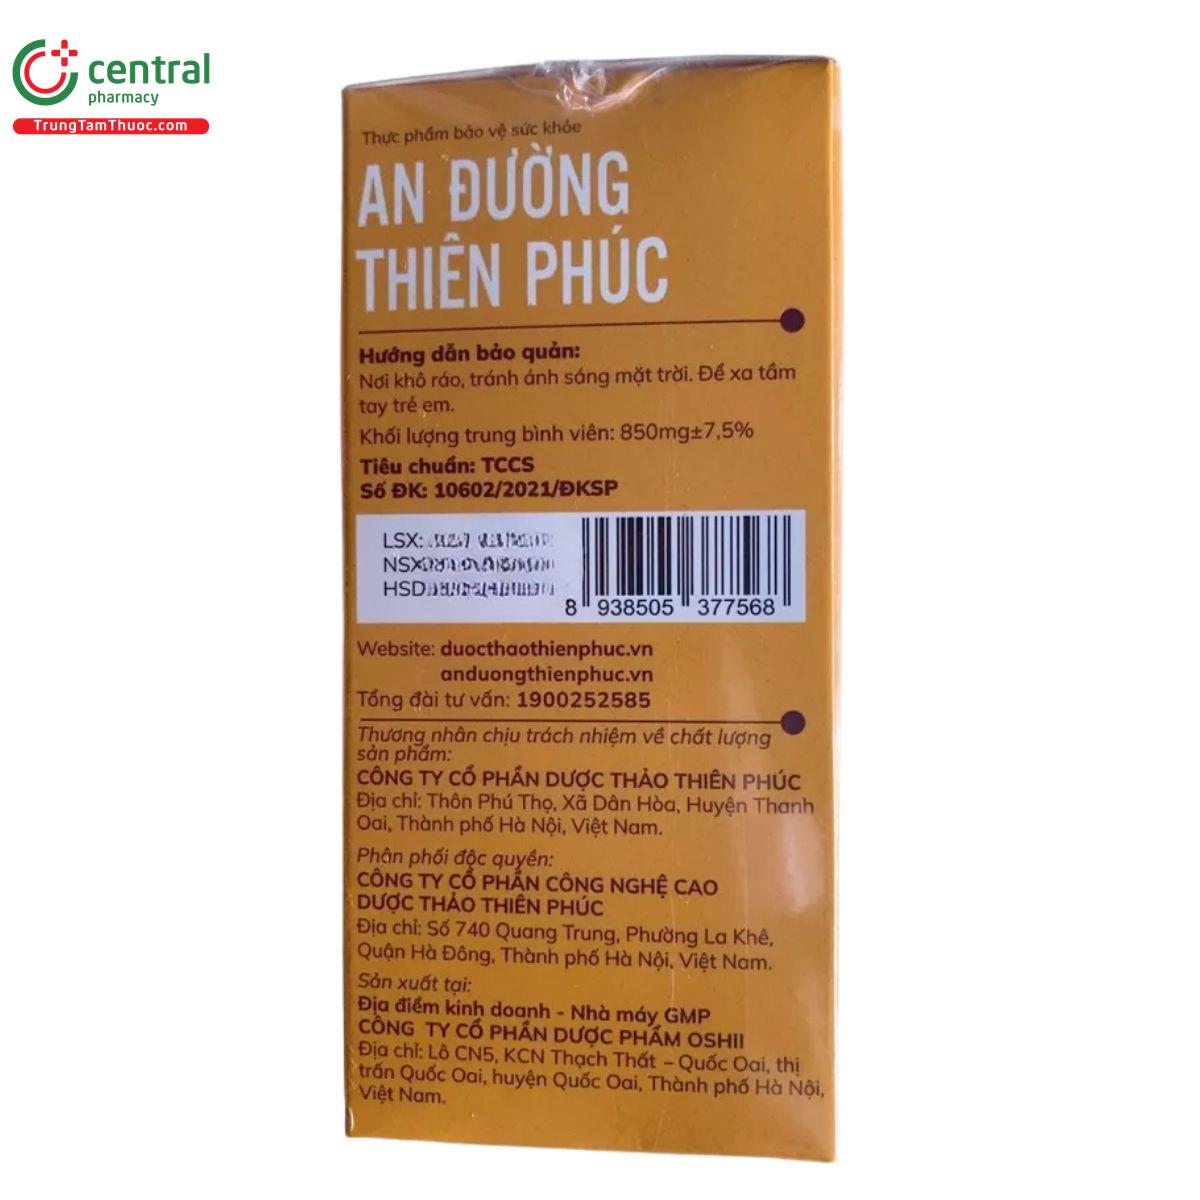 central
pharmacy
TrungTamThuoc.com
Thực phẩm bảo vệ sức khỏe
AN ĐƯỜNG
THIÊN PHÚC
Hướng dẫn bảo quản:
Nơi khô ráo, tránh ánh sáng mặt trời. Để xa tầm
tay trẻ em.
Khối lượng trung bình viên: 850mg±7,5%
Tiêu chuẩn: TCCS
Số ĐK: 10602/2021/ĐKSP
LSX:
NSX
HSD
8 938505 377568
Website: duocthaothienphuc.vn
anduongthienphuc.vn
Tổng đài tư vấn: 1900252585
Thương nhân chịu trách nhiệm về chất lượng
sản phẩm:
CÔNG TY CỔ PHẦN DƯỢC THẢO THIÊN PHÚC
Địa chỉ: Thôn Phú Thọ, Xã Dân Hòa, Huyện Thanh
Oai, Thành phố Hà Nội, Việt Nam.
Phân phối độc quyền:
CÔNG TY CỔ PHẦN CÔNG NGHỆ CAO
DƯỢC THẢO THIÊN PHÚC
Địa chỉ: Số 740 Quang Trung, Phường La Khê,
Quận Hà Đông, Thành phố Hà Nội, Việt Nam.
Sản xuất tại:
Địa điểm kinh doanh - Nhà máy GMP
CÔNG TY CỔ PHẦN DƯỢC PHẨM OSHII
Địa chỉ: Lô CN5, KCN Thạch Thất – Quốc Oai, thị
trấn Quốc Oai, huyện Quốc Oai, Thành phố Hà Nội,
Việt Nam.